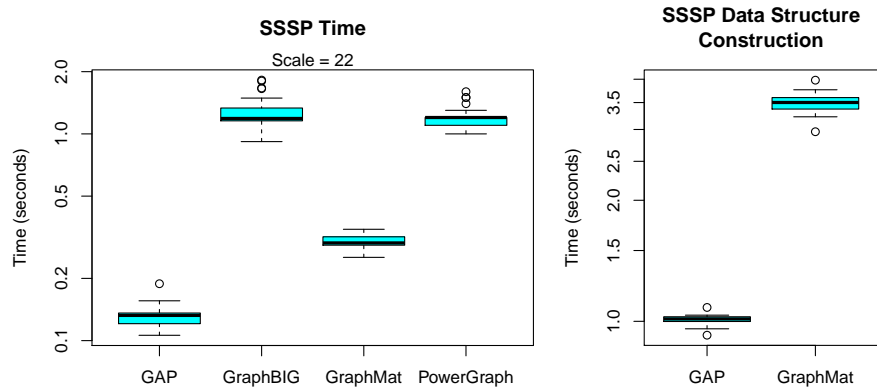 SSSP Time
Scale = 22
Time (seconds)
2.0
1.0
0.5
0.2
0.1
GAP GraphBIG GraphMat PowerGraph
SSSP Data Structure
Construction
Time (seconds)
3.5
2.5
2.0
1.5
1.0
GAP GraphMat